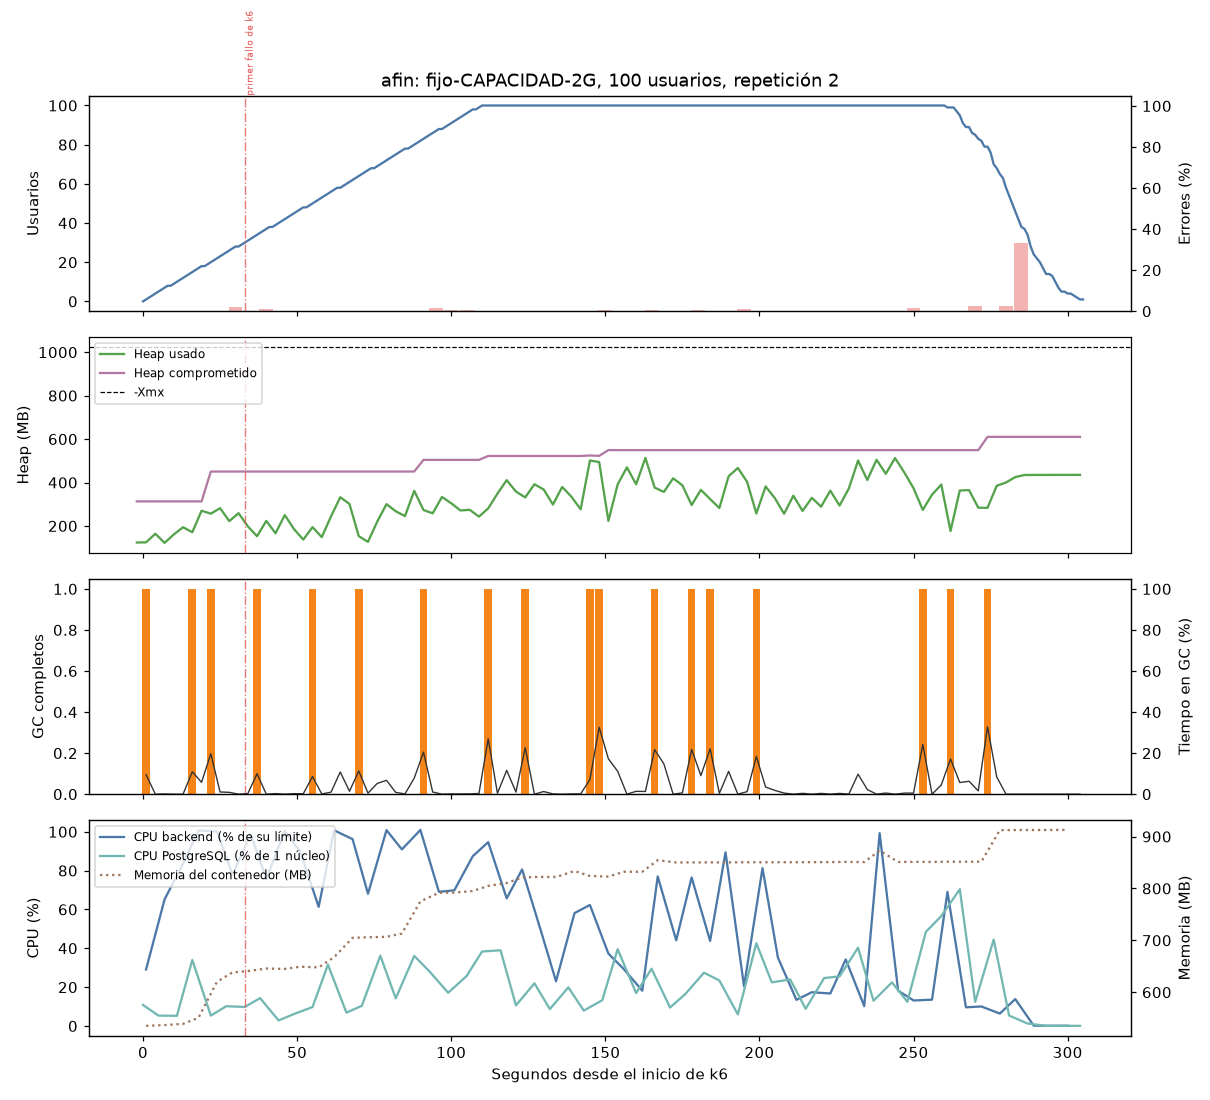 primer fallo de k6
afin: fijo-CAPACIDAD-2G, 100 usuarios, repetición 2
Usuarios
100
80
60
40
20
0
100
80
60
40
20
0
Errores (%)
Heap (MB)
1000
800
600
400
200
Heap usado
Heap comprometido
-Xmx
GC completos
1.0
0.8
0.6
0.4
0.2
0.0
100
80
60
40
20
0
Tiempo en GC (%)
CPU (%)
100
80
60
40
20
0
CPU backend (% de su límite)
CPU PostgreSQL (% de 1 núcleo)
Memoria del contenedor (MB)
900
800
700
600
Memoria (MB)
0 50 100 150 200 250 300
Segundos desde el inicio de k6